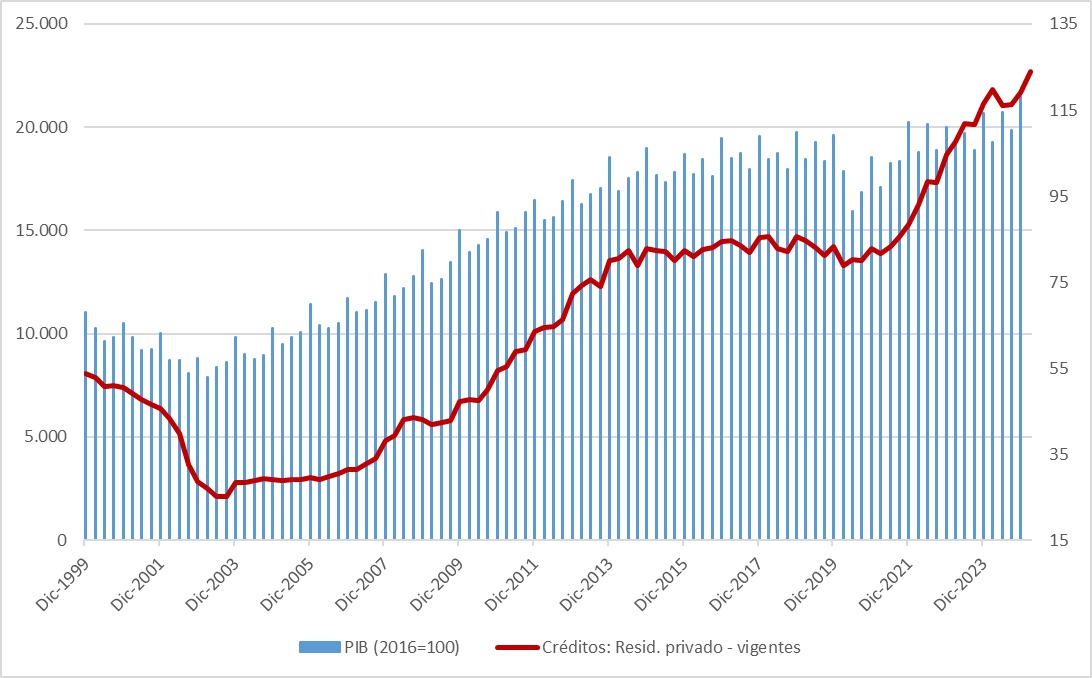 25.000
20.000
15.000
10.000
5.000
0
135
115
95
75
55
35
15
Dic-1999
Dic-2001
Dic-2003
Dic-2005
Dic-2007
Dic-2009
Dic-2011
Dic-2013
Dic-2015
Dic-2017
Dic-2019
Dic-2021
Dic-2023
PIB (2016=100)
Créditos: Resid. privado - vigentes